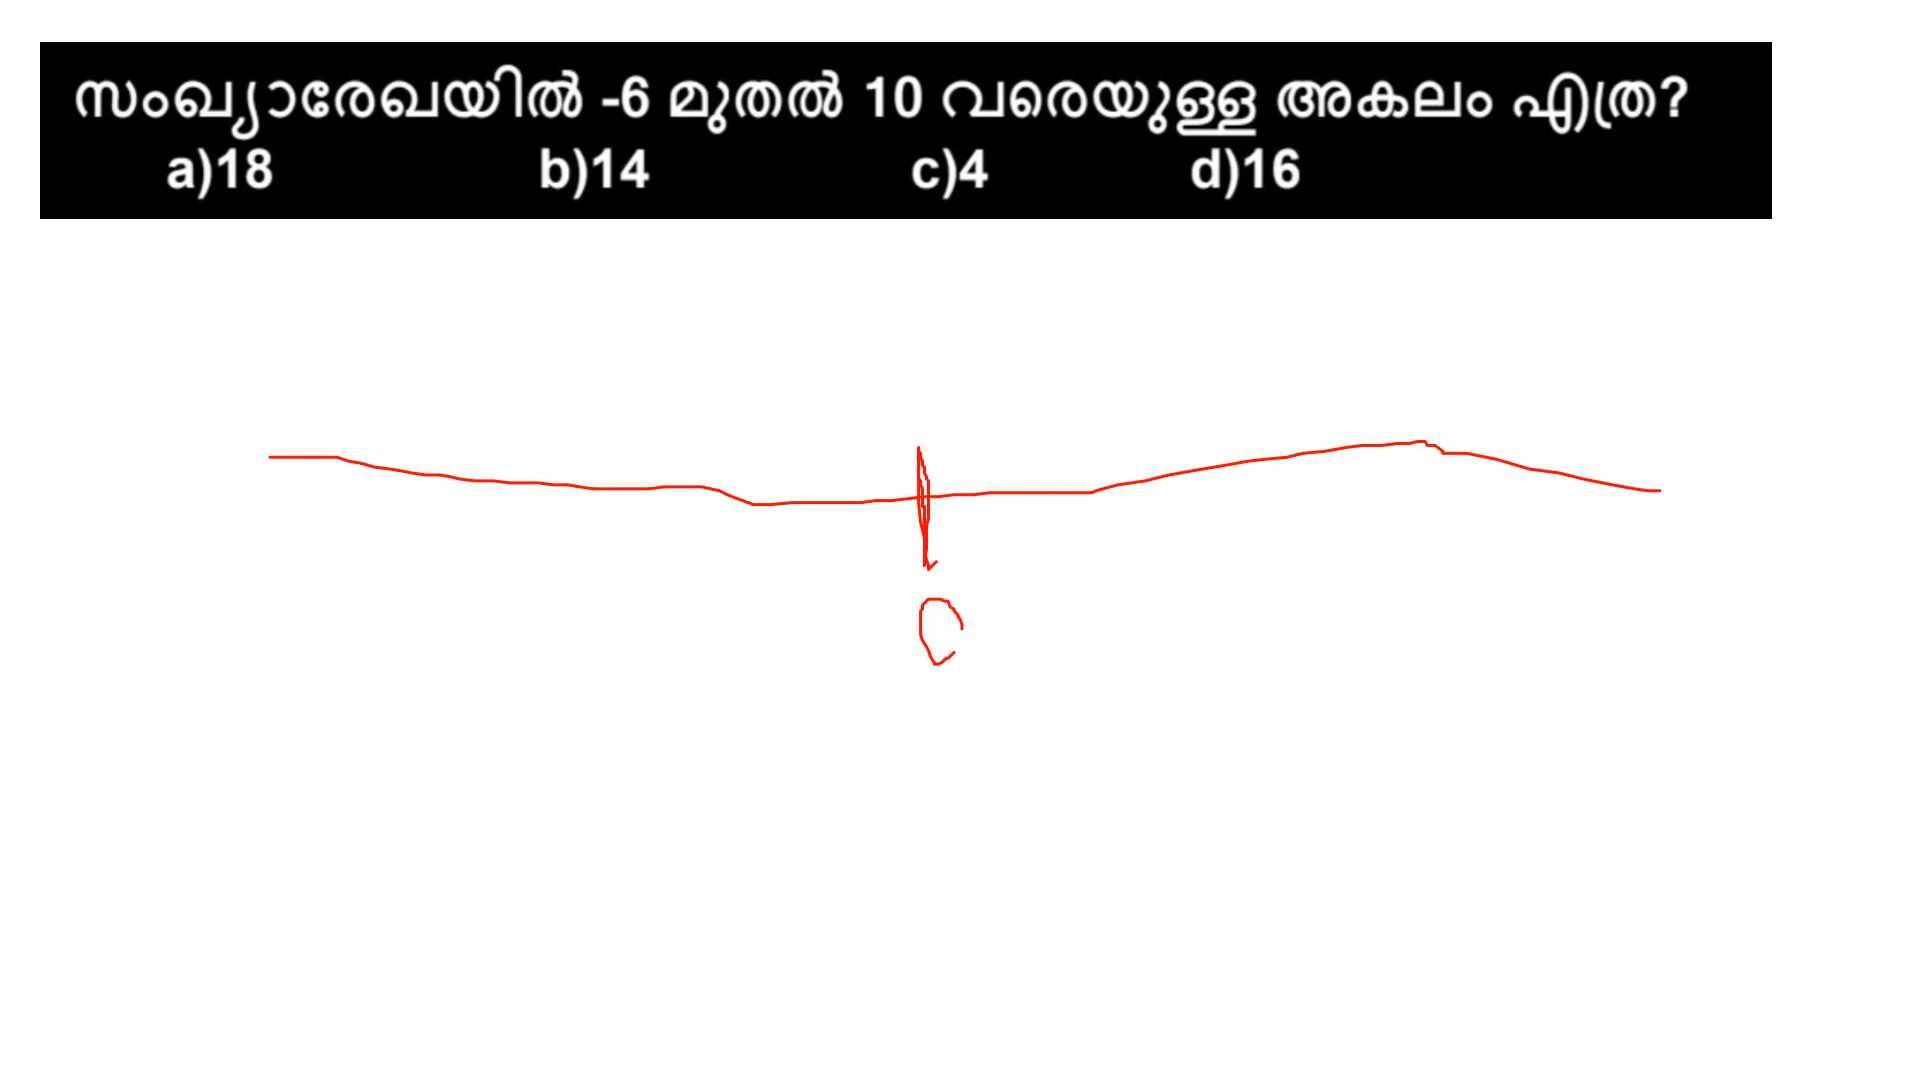 സംഖ്യാരേഖയിൽ -6 മുതൽ 10 വരെയുള്ള അകലം എത്ര?
a)18 b)14 c)4 d)16
0